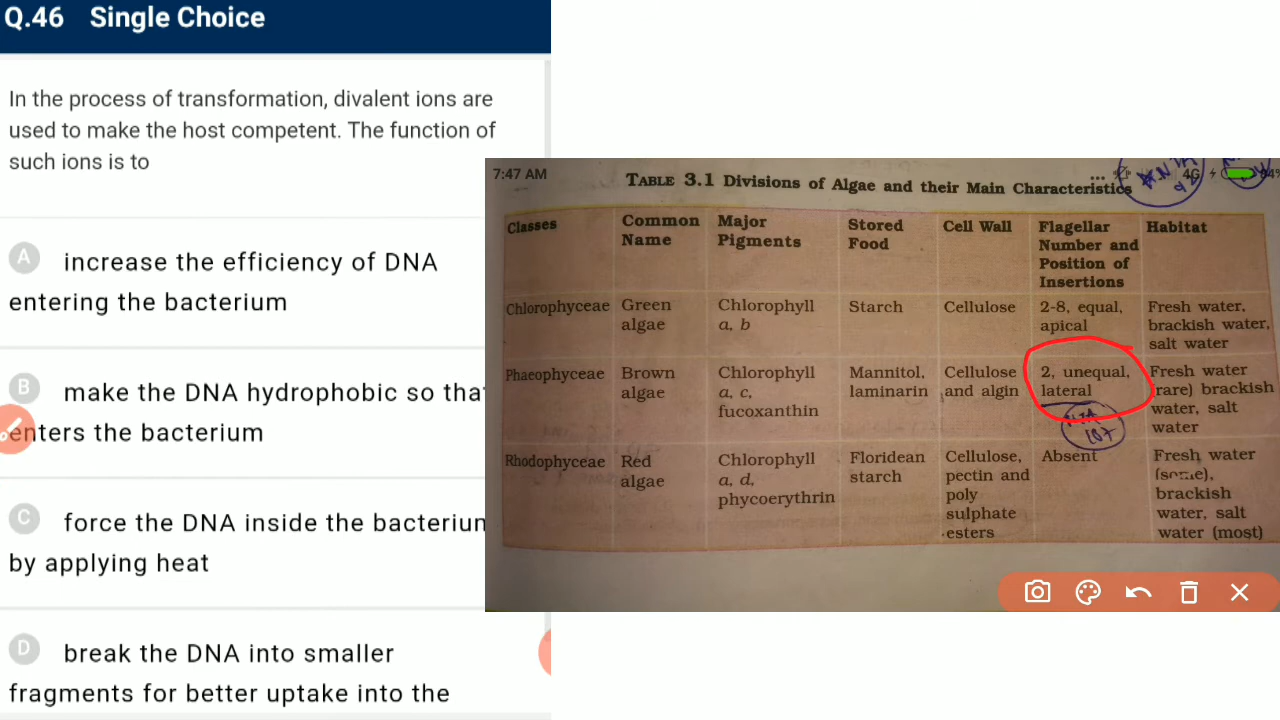 Q.46 Single Choice
In the process of transformation, divalent ions are
used to make the host competent. The function of
such ions is to
A increase the efficiency of DNA
entering the bacterium
B make the DNA hydrophobic so tha
enters the bacterium
C force the DNA inside the bacteriun
by applying heat
D break the DNA into smaller
fragments for better uptake into the
7:47 AM
4G
TABLE 3.1 Divisions of Algae and their Main Characteristics
Classes
Common
Name
Major
Pigments
Stored
Food
Cell Wall
Flagellar
Number and
Position of
Insertions
Habitat
Chlorophyceae
Green
algae
Chlorophyll
a, b
Starch
Cellulose
2-8, equal,
apical
Fresh water,
brackish water,
salt water
Phaeophyceae
Brown
algae
Chlorophyll
a, c,
fucoxanthin
Mannitol,
laminarin
Cellulose
and algin
2, unequal,
lateral
Fresh water
rare) brackish
water, salt
water
Rhodophyceae
Red
algae
Chlorophyll
a, d,
phycoerythrin
Floridean
starch
Cellulose,
pectin and
poly
sulphate
esters
Absent
Fresh water
(some),
brackish
water, salt
water (most)